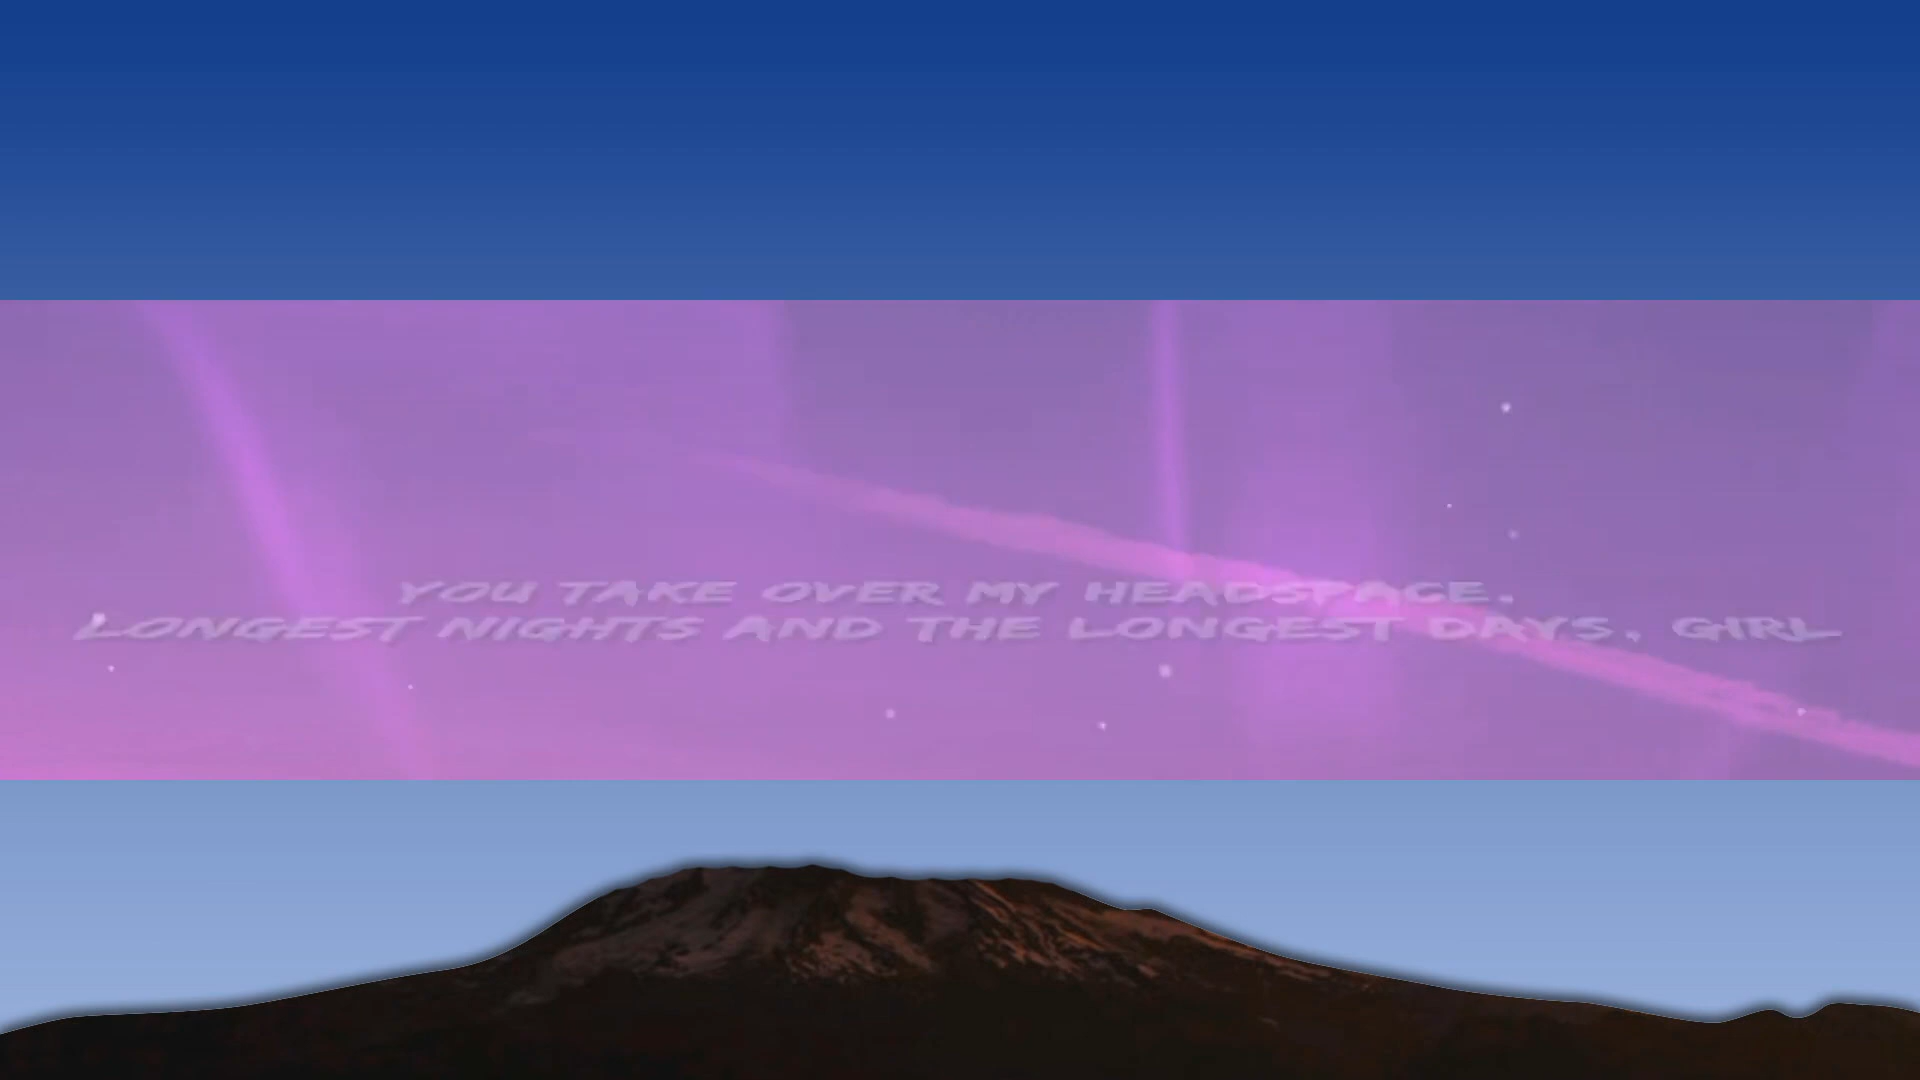 YOU TAKE OVER MY HEADSPACE.
LONGEST NIGHTS AND THE LONGEST DAYS, GIRL